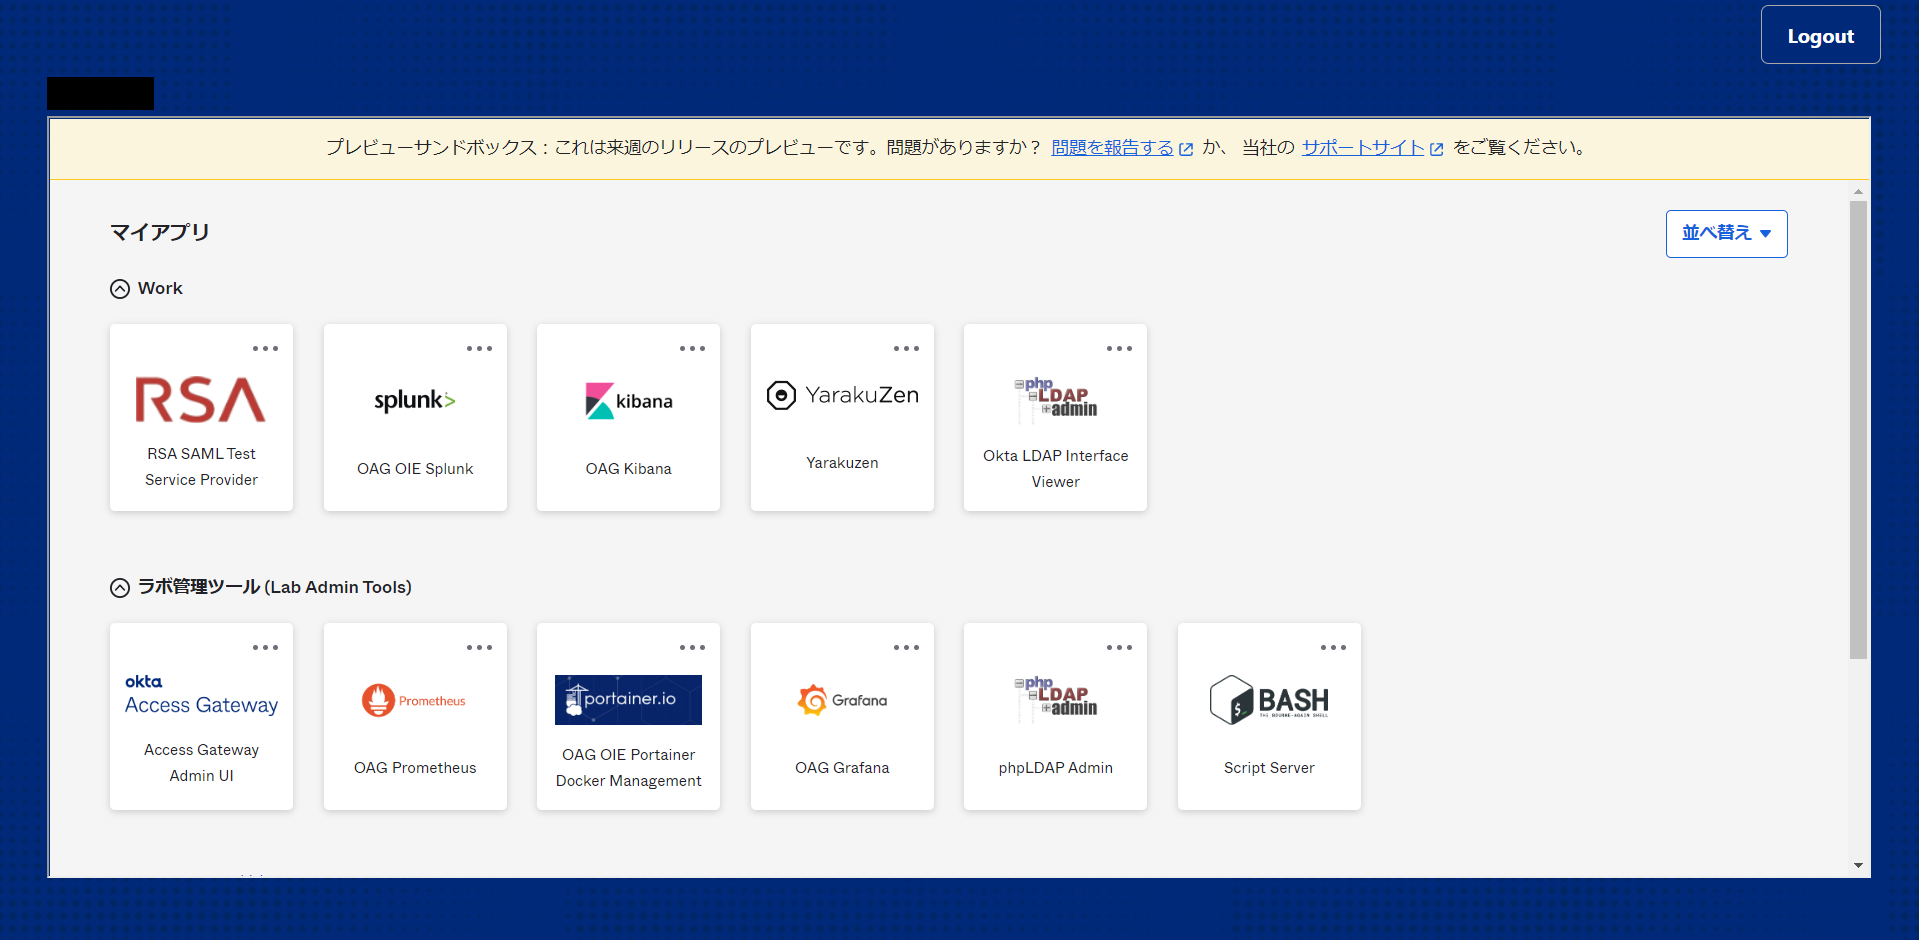 Logout
プレビューサンドボックス：これは来週のリリースのプレビューです。問題がありますか？ 問題を報告する か、 当社の サポートサイト をご覧ください。
マイアプリ
並べ替え
Work
RSA
RSA SAML Test
Service Provider
splunk>
OAG OIE Splunk
kibana
OAG Kibana
YarakuZen
Yarakuzen
php
LDAP
admin
Okta LDAP Interface
Viewer
ラボ管理ツール (Lab Admin Tools)
okta
Access Gateway
Access Gateway
Admin UI
Prometheus
OAG Prometheus
portainer.io
OAG OIE Portainer
Docker Management
Grafana
OAG Grafana
php
LDAP
admin
phpLDAP Admin
BASH
THE BOURNE-AGAIN SHELL
Script Server